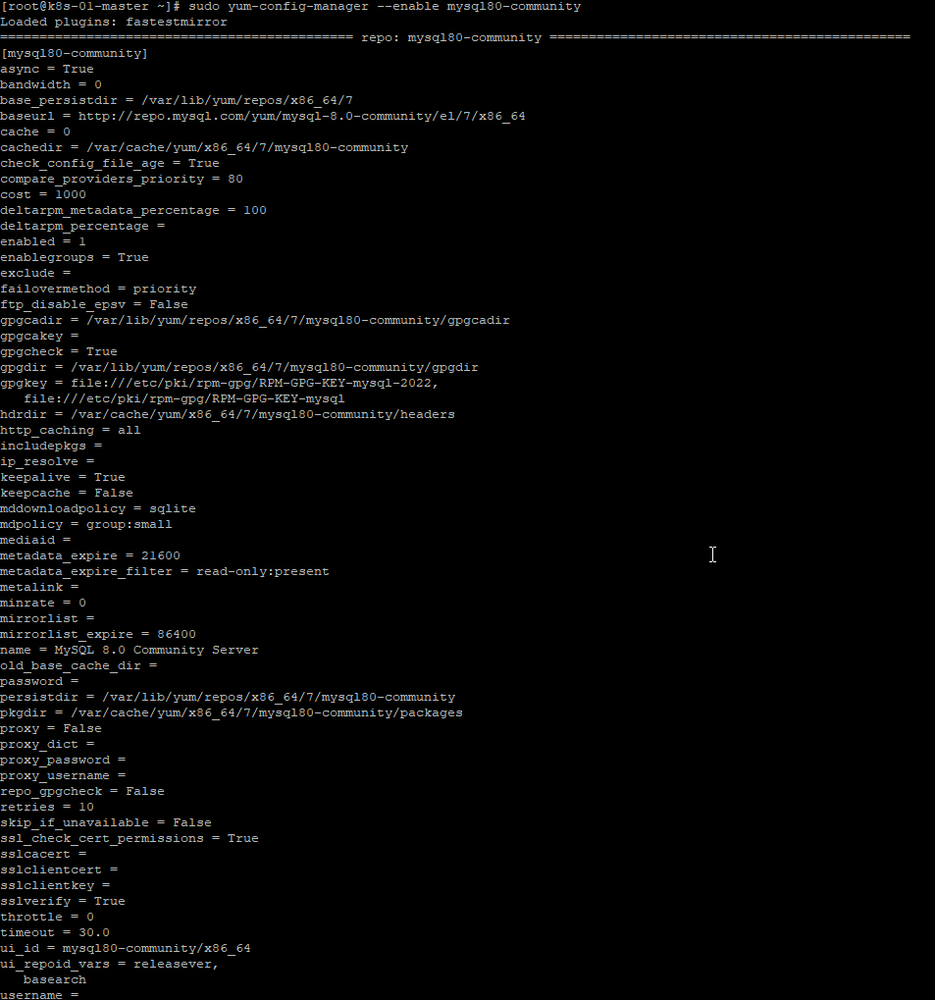 [root@k8s-01-master ~]# sudo yum-config-manager --enable mysql80-community
Loaded plugins: fastestmirror
============================================= repo: mysql80-community ==============================================
[mysql80-community]
async = True
bandwidth = 0
base_persistdir = /var/lib/yum/repos/x86_64/7
baseurl = http://repo.mysql.com/yum/mysql-8.0-community/el/7/x86_64
cache = 0
cachedir = /var/cache/yum/x86_64/7/mysql80-community
check_config_file_age = True
compare_providers_priority = 80
cost = 1000
deltarpm_metadata_percentage = 100
deltarpm_percentage =
enabled = 1
enablegroups = True
exclude =
failovermethod = priority
ftp_disable_epsv = False
gpgcadir = /var/lib/yum/repos/x86_64/7/mysql80-community/gpgcadir
gpgcakey =
gpgcheck = True
gpgdir = /var/lib/yum/repos/x86_64/7/mysql80-community/gpgdir
gpgkey = file:///etc/pki/rpm-gpg/RPM-GPG-KEY-mysql-2022,
   file:///etc/pki/rpm-gpg/RPM-GPG-KEY-mysql
hdrdir = /var/cache/yum/x86_64/7/mysql80-community/headers
http_caching = all
includepkgs =
ip_resolve =
keepalive = True
keepcache = False
mddownloadpolicy = sqlite
mdpolicy = group:small
mediaid =
metadata_expire = 21600
metadata_expire_filter = read-only:present
metalink =
minrate = 0
mirrorlist =
mirrorlist_expire = 86400
name = MySQL 8.0 Community Server
old_base_cache_dir =
password =
persistdir = /var/lib/yum/repos/x86_64/7/mysql80-community
pkgdir = /var/cache/yum/x86_64/7/mysql80-community/packages
proxy = False
proxy_dict =
proxy_password =
proxy_username =
repo_gpgcheck = False
retries = 10
skip_if_unavailable = False
ssl_check_cert_permissions = True
sslcacert =
sslclientcert =
sslclientkey =
sslverify = True
throttle = 0
timeout = 30.0
ui_id = mysql80-community/x86_64
ui_repoid_vars = releasever,
   basearch
username =